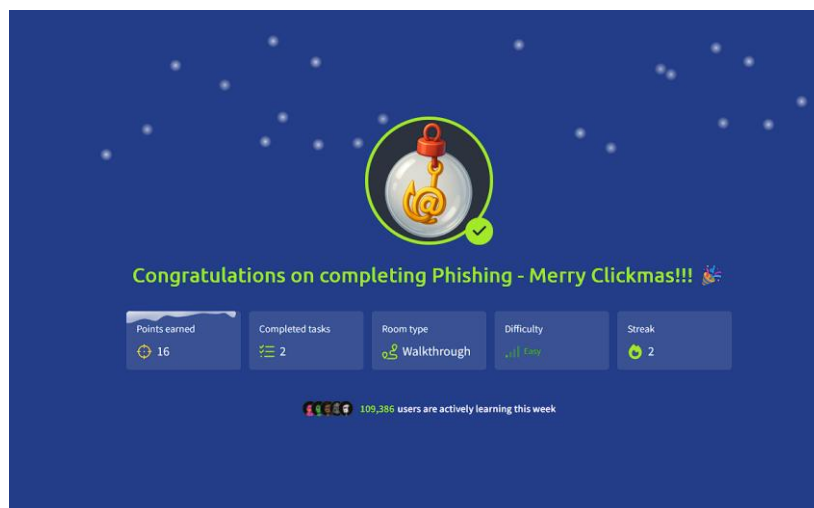 Congratulations on completing Phishing - Merry Clickmas!!! 🎉
Points earned
16
Completed tasks
2
Room type
Walkthrough
Difficulty
Easy
Streak
2
109,386 users are actively learning this week